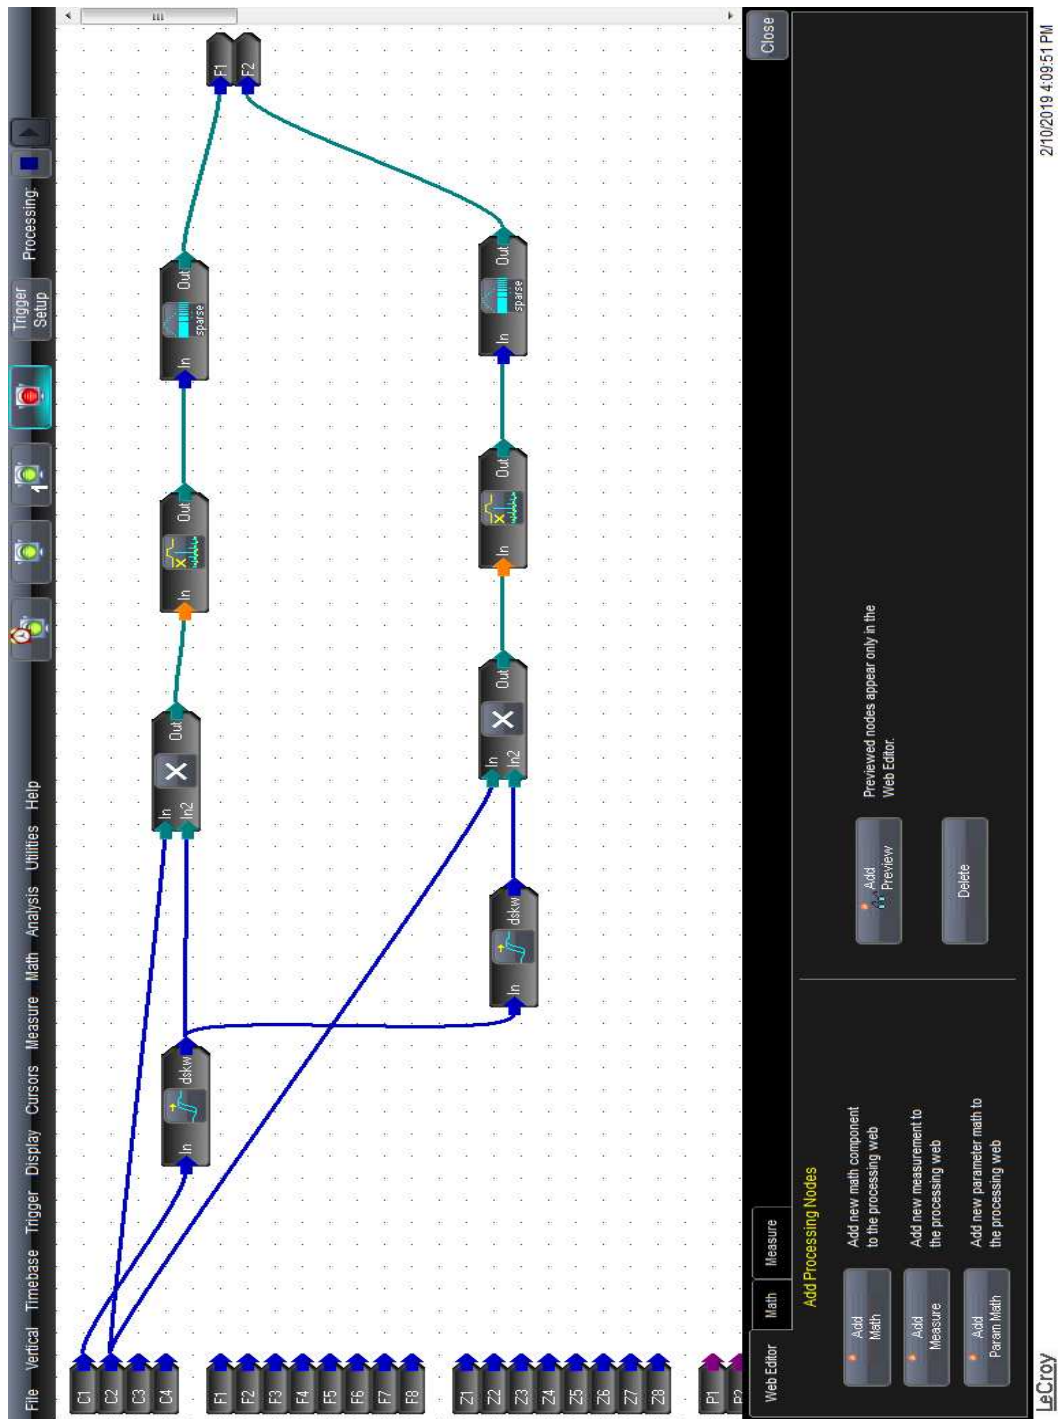 File Vertical Timebase Trigger Display Cursors Measure Math Analysis Utilities Help
1
Trigger
Setup
Processing:
C1
C2
C3
C4
F1
F2
F3
F4
F5
F6
F7
F8
Z1
Z2
Z3
Z4
Z5
Z6
Z7
Z8
P1
In dskw
In
In2
X
Out
In
x
Out
In
sparse
Out
F1
F2
In dskw
In
In2
X
Out
In
x
Out
In
sparse
Out
Web Editor Math Measure
Close
Add Processing Nodes
Add
Math
Add new math component
to the processing web
Add
Measure
Add new measurement to
the processing web
Add
Param Math
Add new parameter math to
the processing web
Add
Preview
Previewed nodes appear only in the
Web Editor.
Delete
LeCroy
2/10/2019 4:09:51 PM